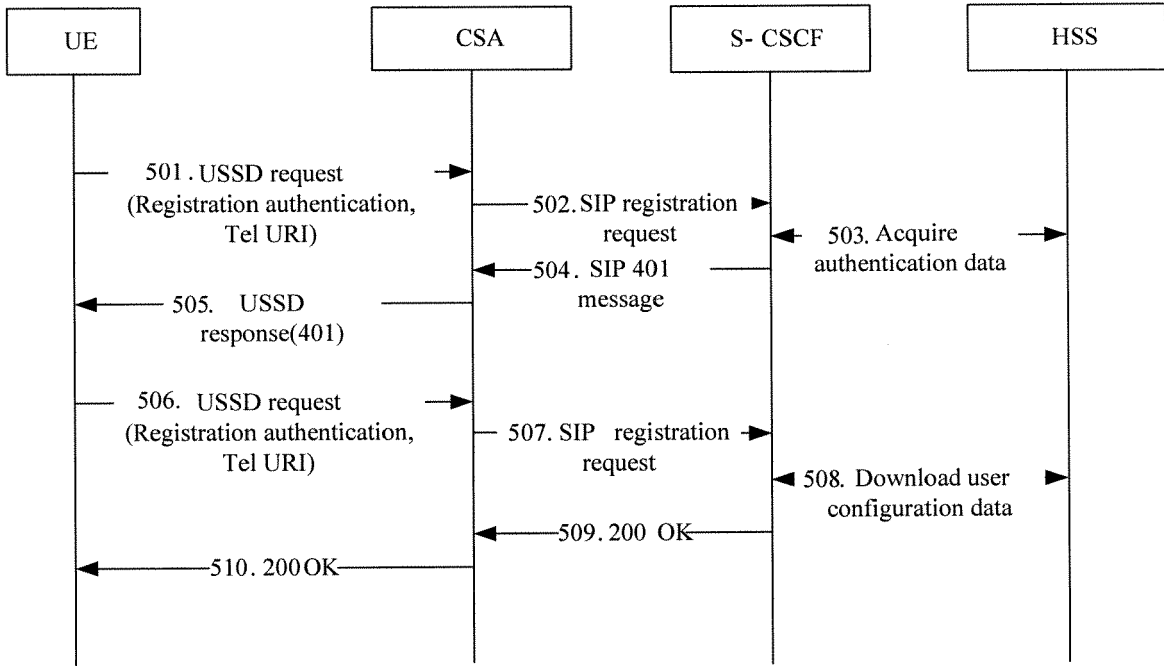 UE
CSA
S- CSCF
HSS
501. USSD request
(Registration authentication,
Tel URI)
502. SIP registration
request
503. Acquire
authentication data
504. SIP 401
message
505. USSD
response(401)
506. USSD request
(Registration authentication,
Tel URI)
507. SIP registration
request
508. Download user
configuration data
509. 200 OK
510. 200 OK